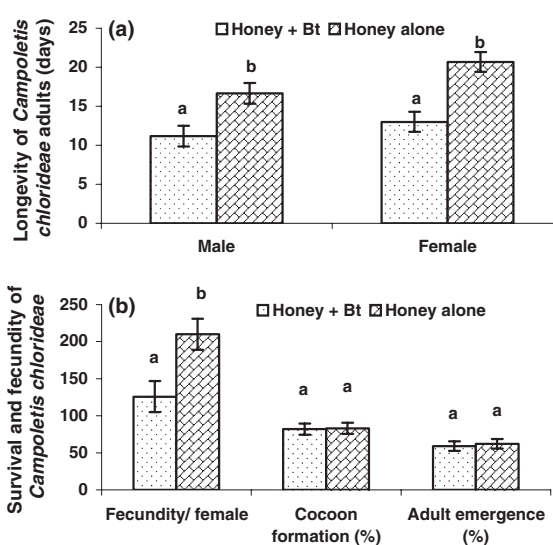 (a)
Honey + Bt Honey alone
Longevity of Campoletis
chlorideae adults (days)
25
20
15
10
5
0
a
b
a
b
Male Female
(b)
Honey + Bt Honey alone
Survival and fecundity of
Campoletis chlorideae
250
200
150
100
50
0
a
b
a a
a a
Fecundity/ female Cocoon Adult emergence
formation (%) (%)